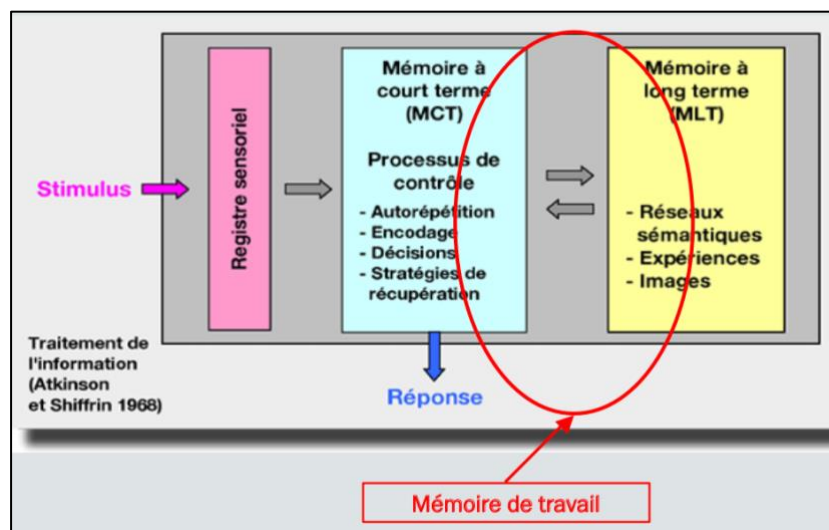 Stimulus
Registre sensoriel
Mémoire à
court terme
(MCT)
Processus de
contrôle
- Autorépétition
- Encodage
- Décisions
- Stratégies de
récupération
Mémoire à
long terme
(MLT)
- Réseaux
sémantiques
- Expériences
- Images
Traitement de
l'information
(Atkinson
et Shiffrin 1968)
Réponse
Mémoire de travail